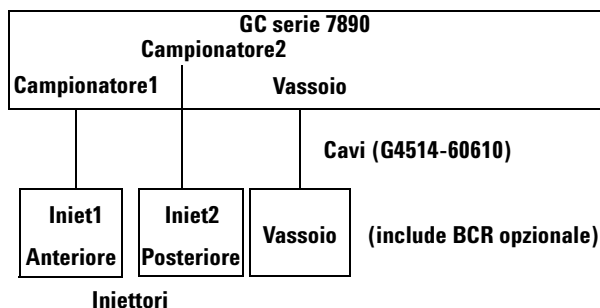 GC serie 7890
Campionatore2
Campionatore1 Vassoio
Cavi (G4514-60610)
Iniet1 Iniet2
Vassoio (include BCR opzionale)
Anteriore Posteriore
Iniettori